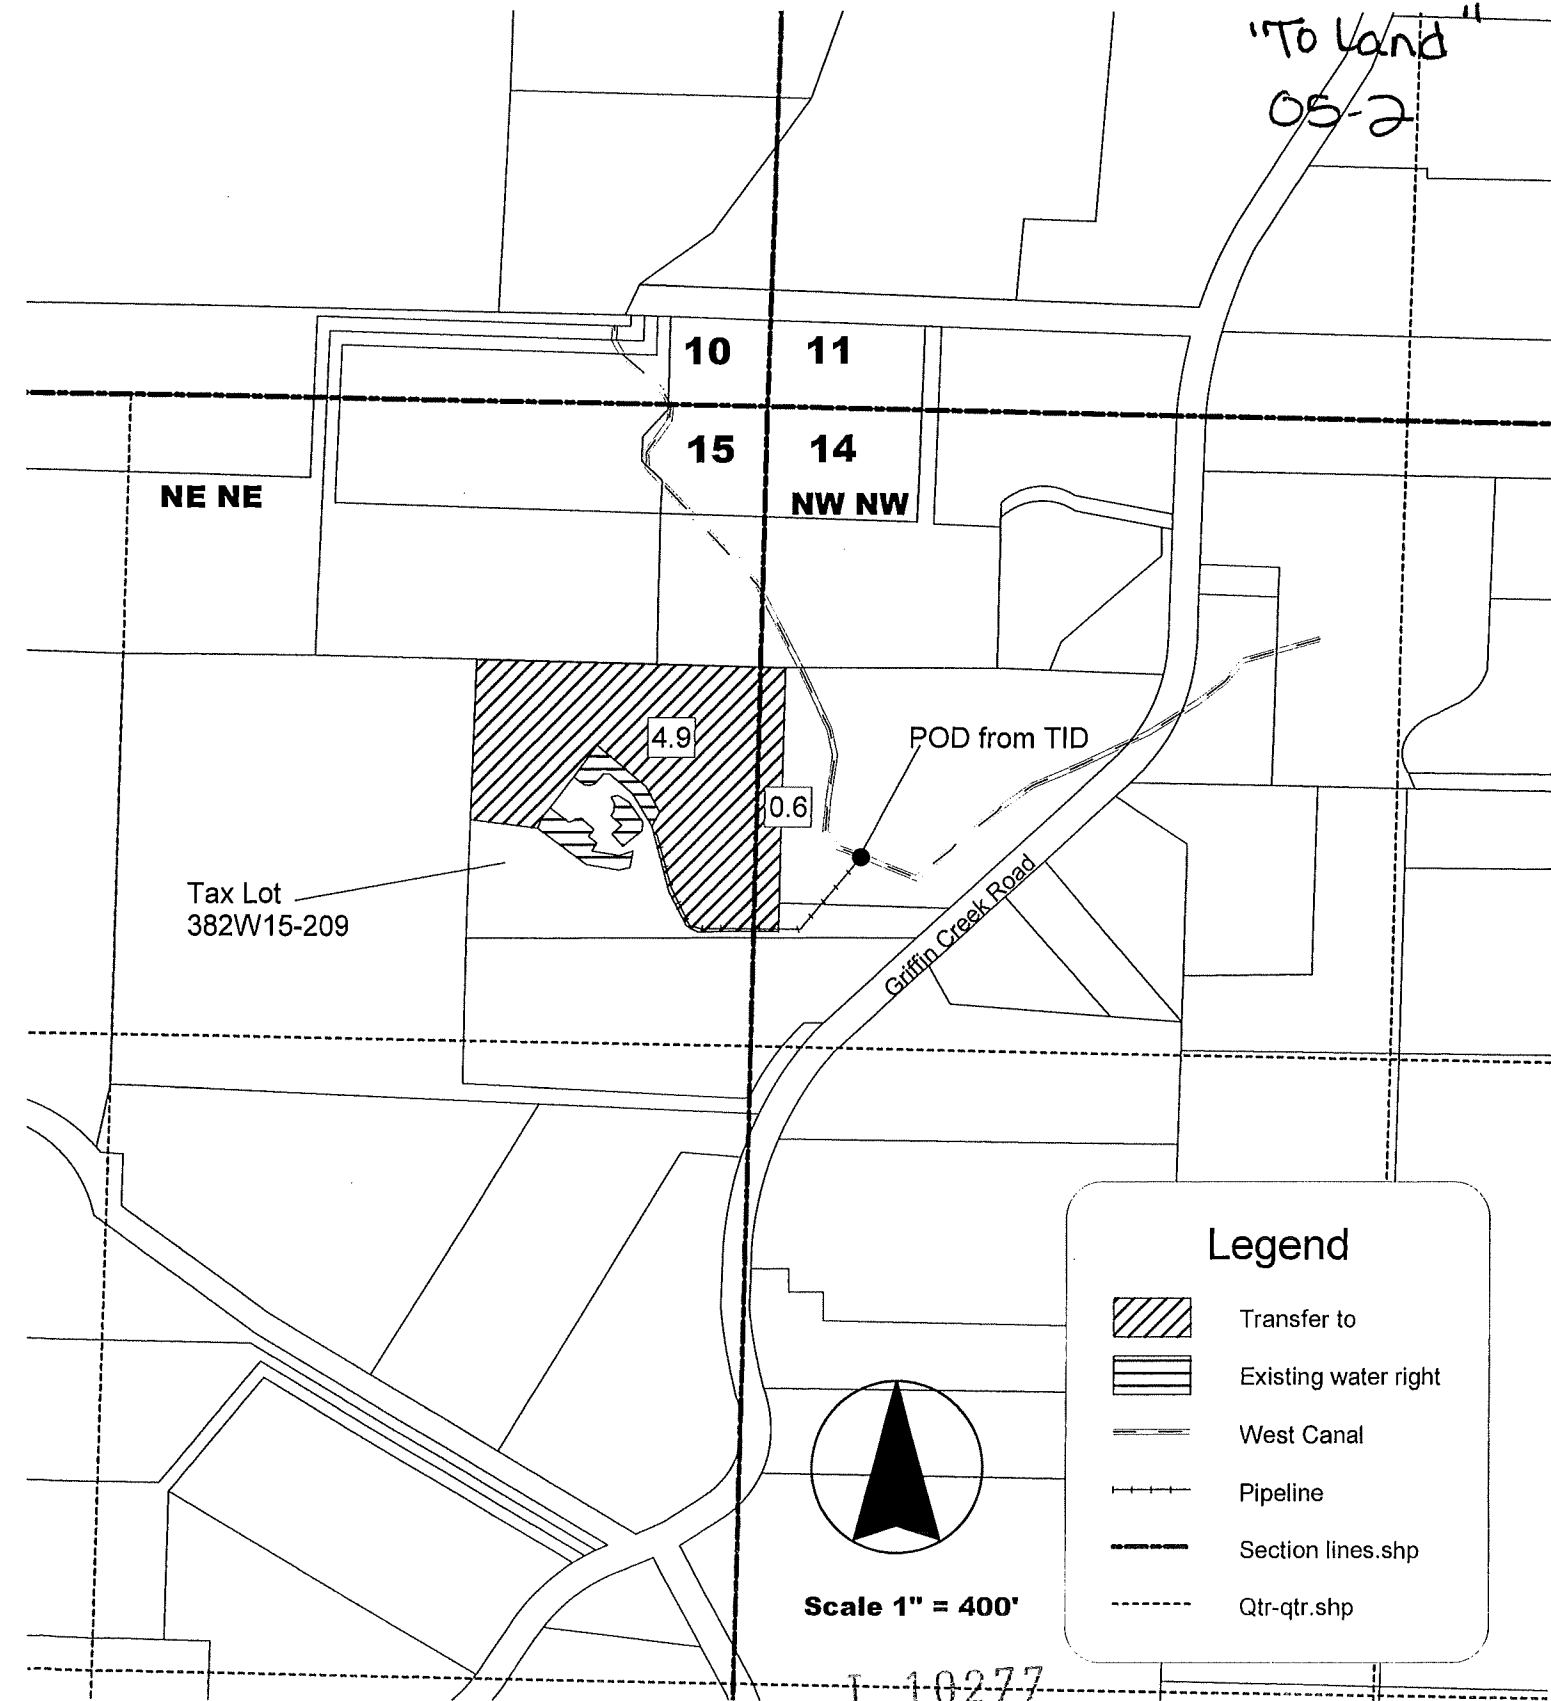 "To Land"
05-2
10
11
15
14
NE NE
NW NW
4.9
POD from TID
0.6
Tax Lot
382W15-209
Griffin Creek Road
Legend
Transfer to
Existing water right
West Canal
Pipeline
Section lines.shp
Qtr-qtr.shp
Scale 1" = 400'
10277